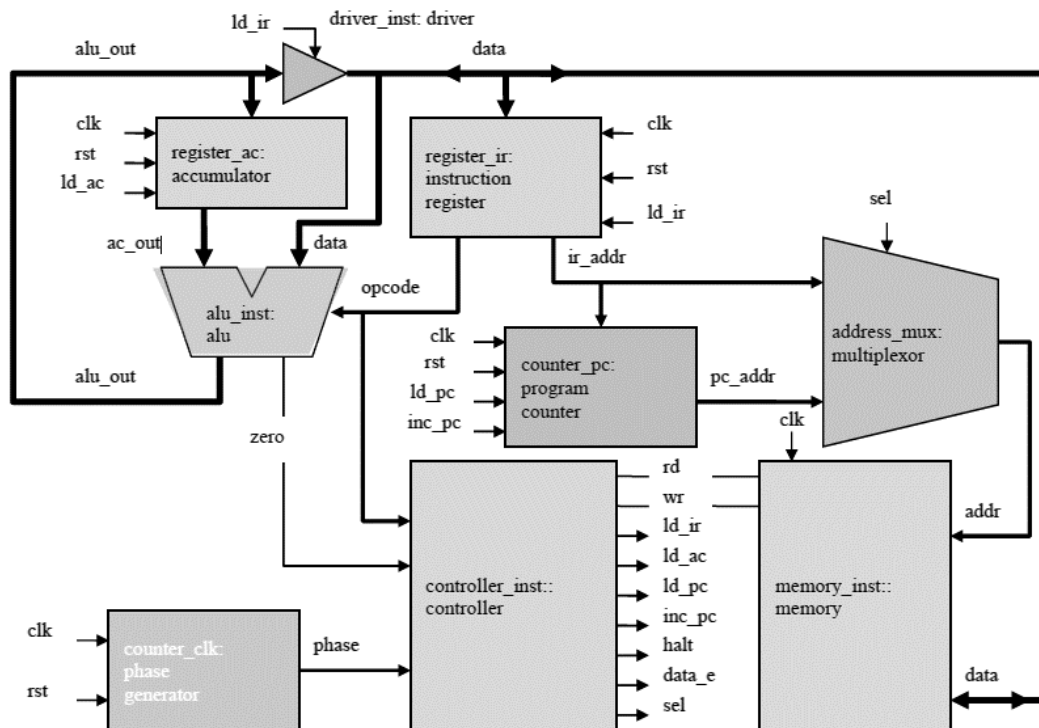 ld_ir
driver_inst: driver
alu_out
data
clk
rst
ld_ac
register_ac:
accumulator
register_ir:
instruction
register
clk
rst
ld_ir
sel
ac_out
data
ir_addr
opcode
alu_inst:
alu
clk
rst
ld_pc
inc_pc
counter_pc:
program
counter
pc_addr
address_mux:
multiplexor
alu_out
zero
clk
rd
wr
ld_ir
ld_ac
ld_pc
inc_pc
halt
data_e
sel
addr
controller_inst::
controller
memory_inst::
memory
clk
rst
counter_clk:
phase
generator
phase
data